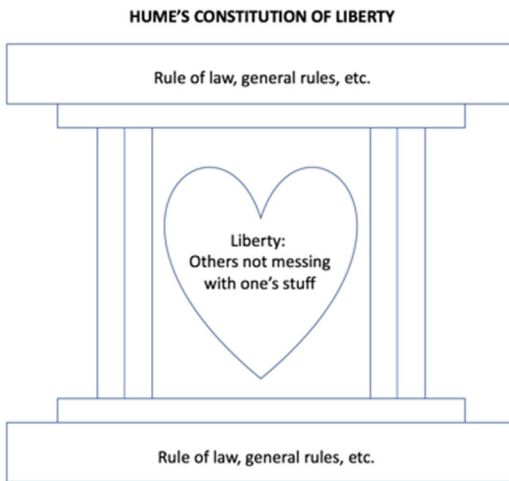 HUME'S CONSTITUTION OF LIBERTY
Rule of law, general rules, etc.
Liberty:
Others not messing
with one's stuff
Rule of law, general rules, etc.